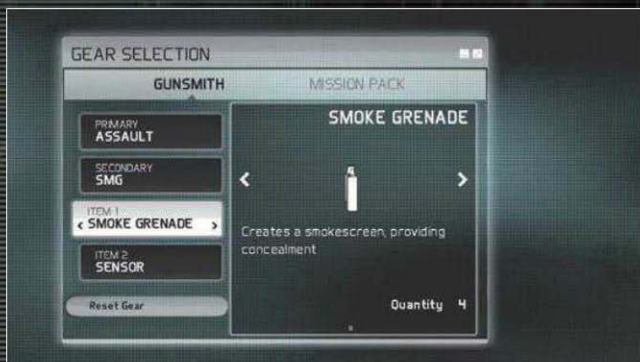 GEAR SELECTION
GUNSMITH
MISSION PACK
PRIMARY
ASSAULT
SECONDARY
SMG
ITEM 1
SMOKE GRENADE
ITEM 2
SENSOR
Reset Gear
SMOKE GRENADE
Creates a smokescreen, providing
concealment
Quantity 4